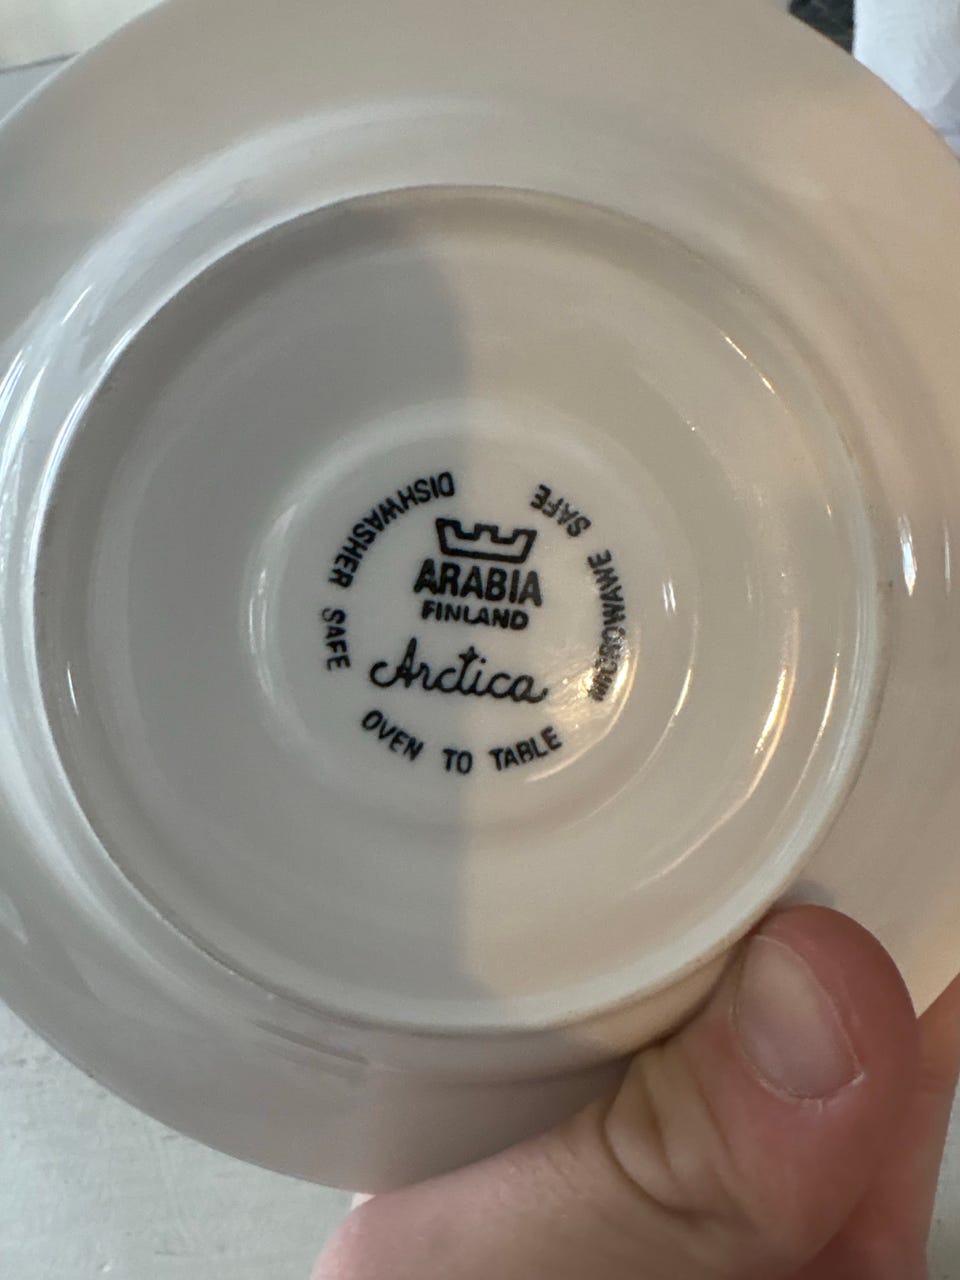 DISHWASHER SAFE
MICROWAWE SAFE
ARABIA
FINLAND
Arctica
OVEN TO TABLE